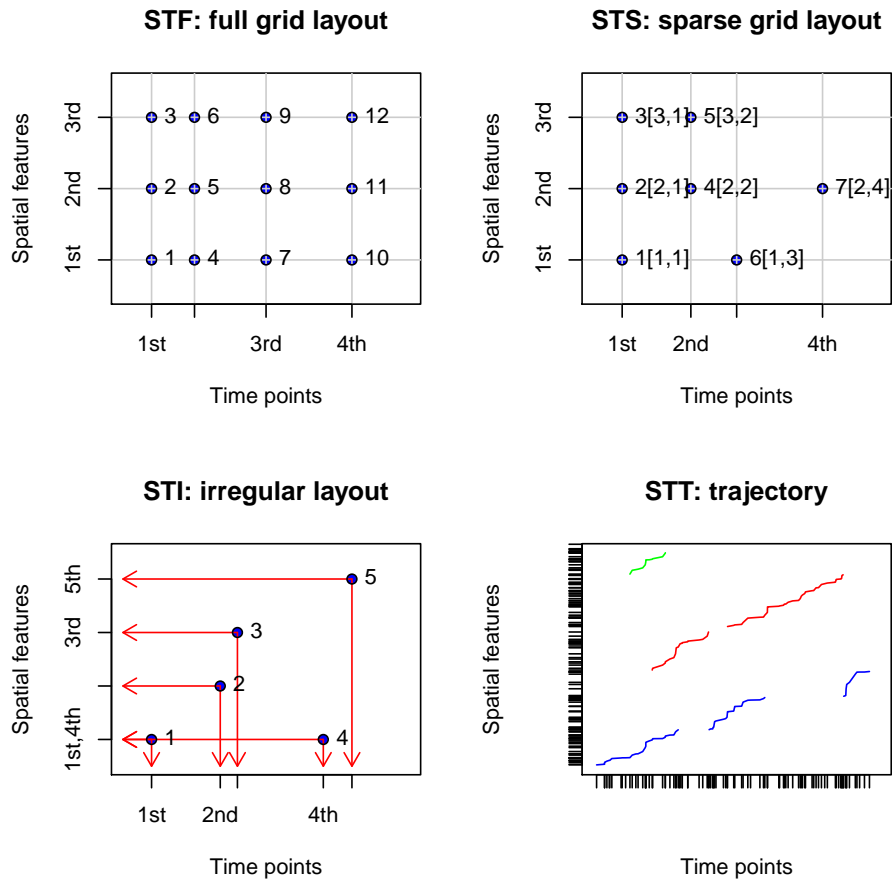 STF: full grid layout
3rd 3 6 9 12
2nd 2 5 8 11
1st 1 4 7 10
Spatial features
1st 3rd 4th
Time points
STS: sparse grid layout
3rd 3[3,1] 5[3,2]
2nd 2[2,1] 4[2,2] 7[2,4]
1st 1[1,1] 6[1,3]
Spatial features
1st 2nd 4th
Time points
STI: irregular layout
5th 5
3rd 3
2
1st,4th 1 4
Spatial features
1st 2nd 4th
Time points
STT: trajectory
Spatial features
Time points